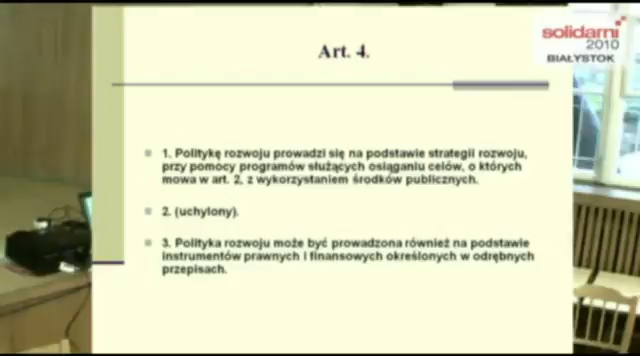 solidarni
2010
BIAŁYSTOK
Art. 4.
1. Politykę rozwoju prowadzi się na podstawie strategii rozwoju,
przy pomocy programów służących osiąganiu celów, o których
mowa w art. 2, z wykorzystaniem środków publicznych.
2. (uchylony).
3. Polityka rozwoju może być prowadzona również na podstawie
instrumentów prawnych i finansowych określonych w odrębnych
przepisach.